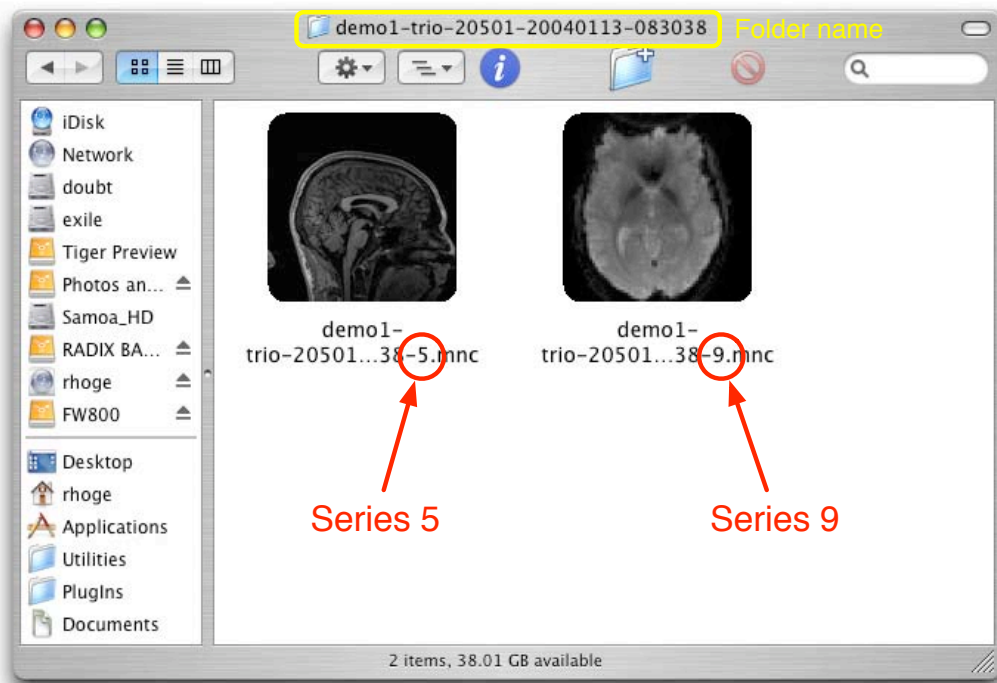 demo1-trio-20501-20040113-083038 Folder name
iDisk
Network
doubt
exile
Tiger Preview
Photos an...
Samoa_HD
RADIX BA...
rhoge
FW800
Desktop
rhoge
Applications
Utilities
PlugIns
Documents
demo1-
trio-20501...38-5.mnc
demo1-
trio-20501...38-9.mnc
Series 5
Series 9
2 items, 38.01 GB available